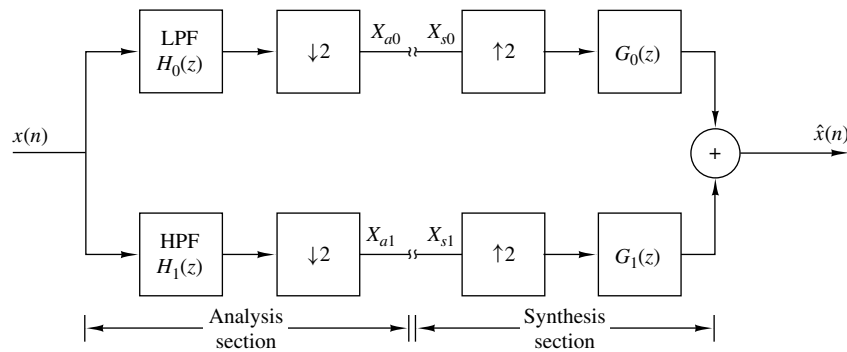 LPF
H₀(z)
↓2
Xₐ₀
Xₛ₀
↑2
G₀(z)
x(n)
+
x̂(n)
HPF
H₁(z)
↓2
Xₐ₁
Xₛ₁
↑2
G₁(z)
Analysis
section
Synthesis
section